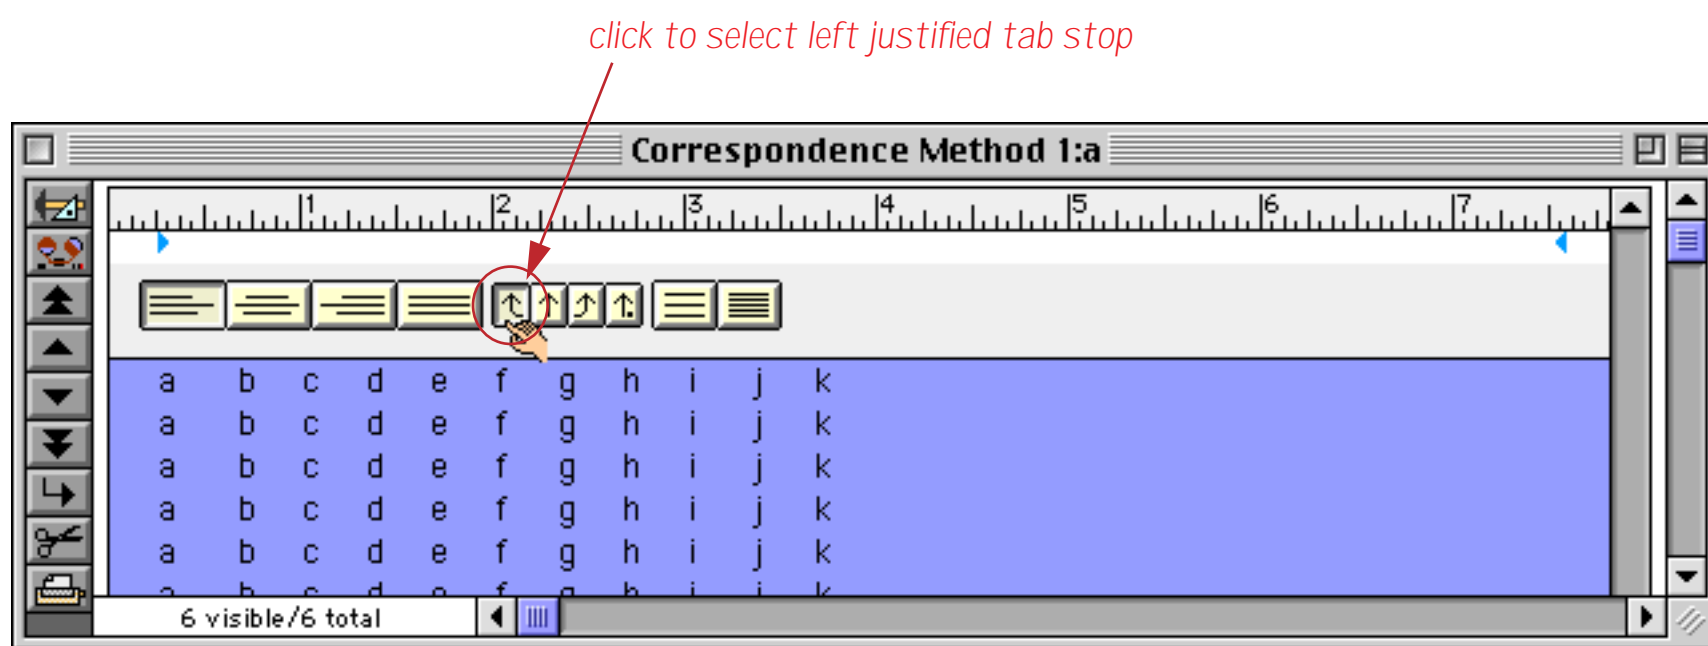 click to select left justified tab stop
Correspondence Method 1:a
1 2 3 4 5 6 7
a b c d e f g h i j k
a b c d e f g h i j k
a b c d e f g h i j k
a b c d e f g h i j k
a b c d e f g h i j k
a b c d e f g h i j k
6 visible/6 total